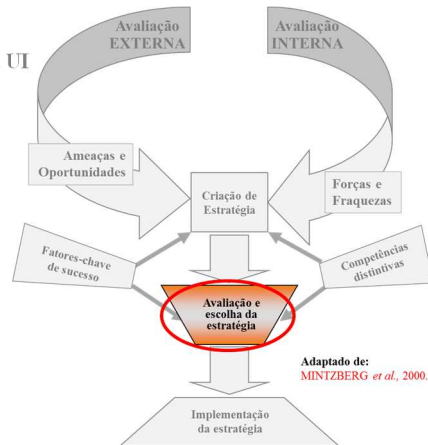 Avaliação
EXTERNA
Avaliação
INTERNA
UI
Ameaças e
Oportunidades
Criação de
Estratégia
Forças e
Fraquezas
Fatores-chave
de sucesso
Competências
distintivas
Avaliação e
escolha da
estratégia
Adaptado de:
MINTZBERG et al., 2000.
Implementação
da estratégia